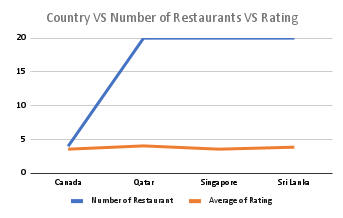 Country VS Number of Restaurants VS Rating
20
15
10
5
0
Canada Qatar Singapore Sri Lanka
Number of Restaurant Average of Rating